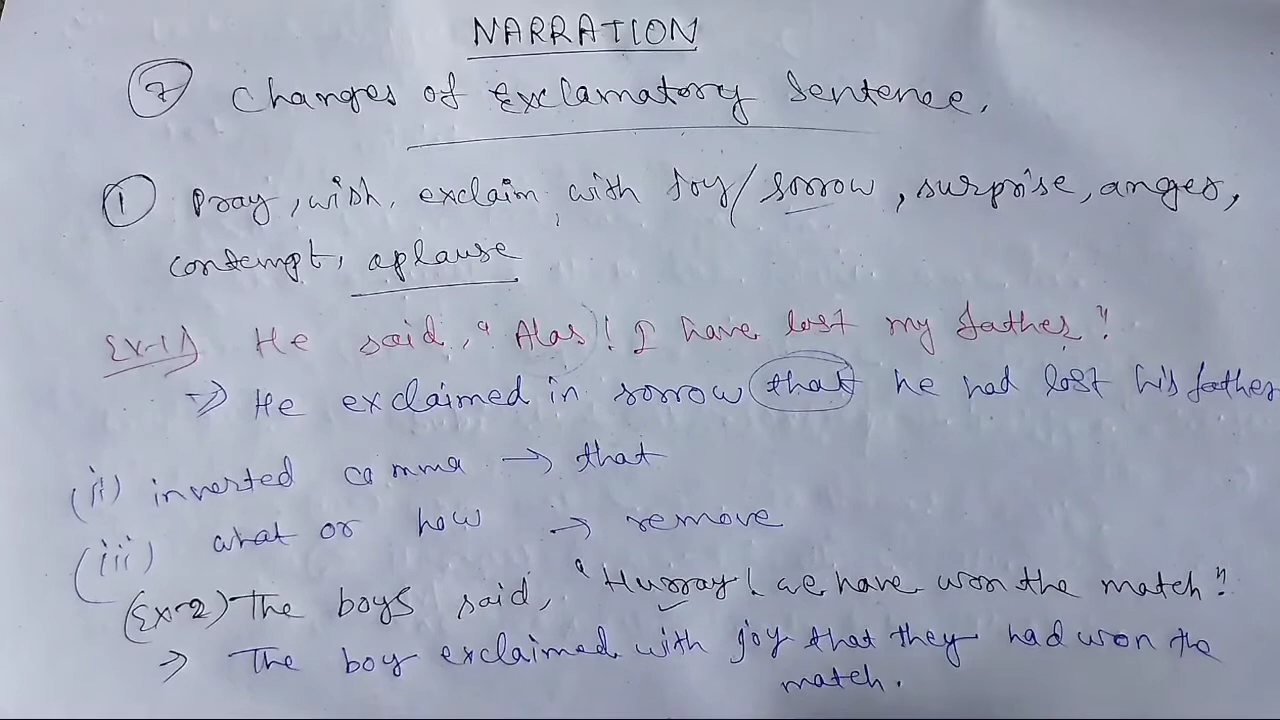 NARRATION
7 Changes of Exclamatory Sentence.
1 Pray, wish, exclaim, with Joy/sorrow, surprise, anger,
contempt, aplause
Ex-1) He said, "Alas! I have lost my father"
→ He exclaimed in sorrow that he had lost his father
(ii) inverted comma → that
(iii) what or how → remove
(Ex-2) The boys said, "Hurray! we have won the match".
→ The boy exclaimed with joy that they had won the
match.